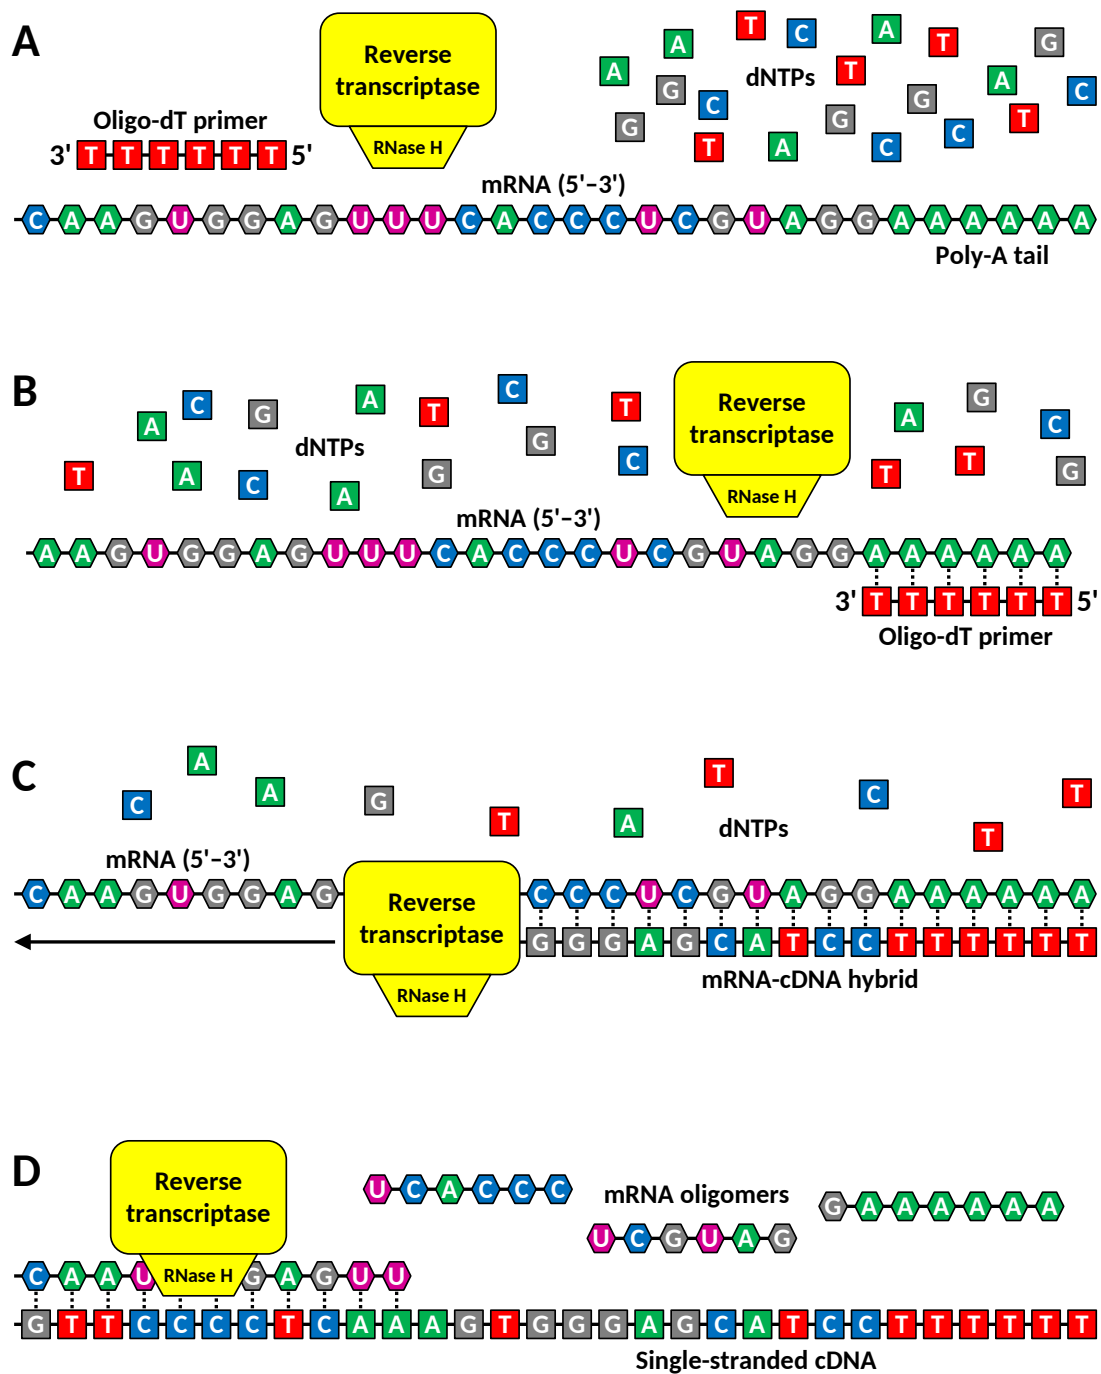 A
Reverse
transcriptase
RNase H
Oligo-dT primer
3' T T T T T T 5'
T C A T G
A A
dNTPs
T A C
G C G T
G G C
T A C
mRNA (5'–3')
C A A G U G G A G U U U C A C C C U C G U A G G A A A A A A
Poly-A tail
B
C
A C G A T T
A G
dNTPs
T A C A G C
Reverse
transcriptase
RNase H
G
A C
T T G
mRNA (5'–3')
A A G U G G A G U U U C A C C C U C G U A G G A A A A A A
3' T T T T T T 5'
Oligo-dT primer
C
A T
C A G C T
T A T
dNTPs
mRNA (5'–3')
C A A G U G G A G
Reverse
transcriptase
RNase H
C C C U C G U A G G A A A A A A
G G G A G C A T C C T T T T T T
mRNA-cDNA hybrid
D
Reverse
transcriptase
RNase H
U C A C C C
mRNA oligomers
G A A A A A A
U C G U A G
C A A U G A G U U
G T T C C C C T C A A A G T G G G A G C A T C C T T T T T T
Single-stranded cDNA